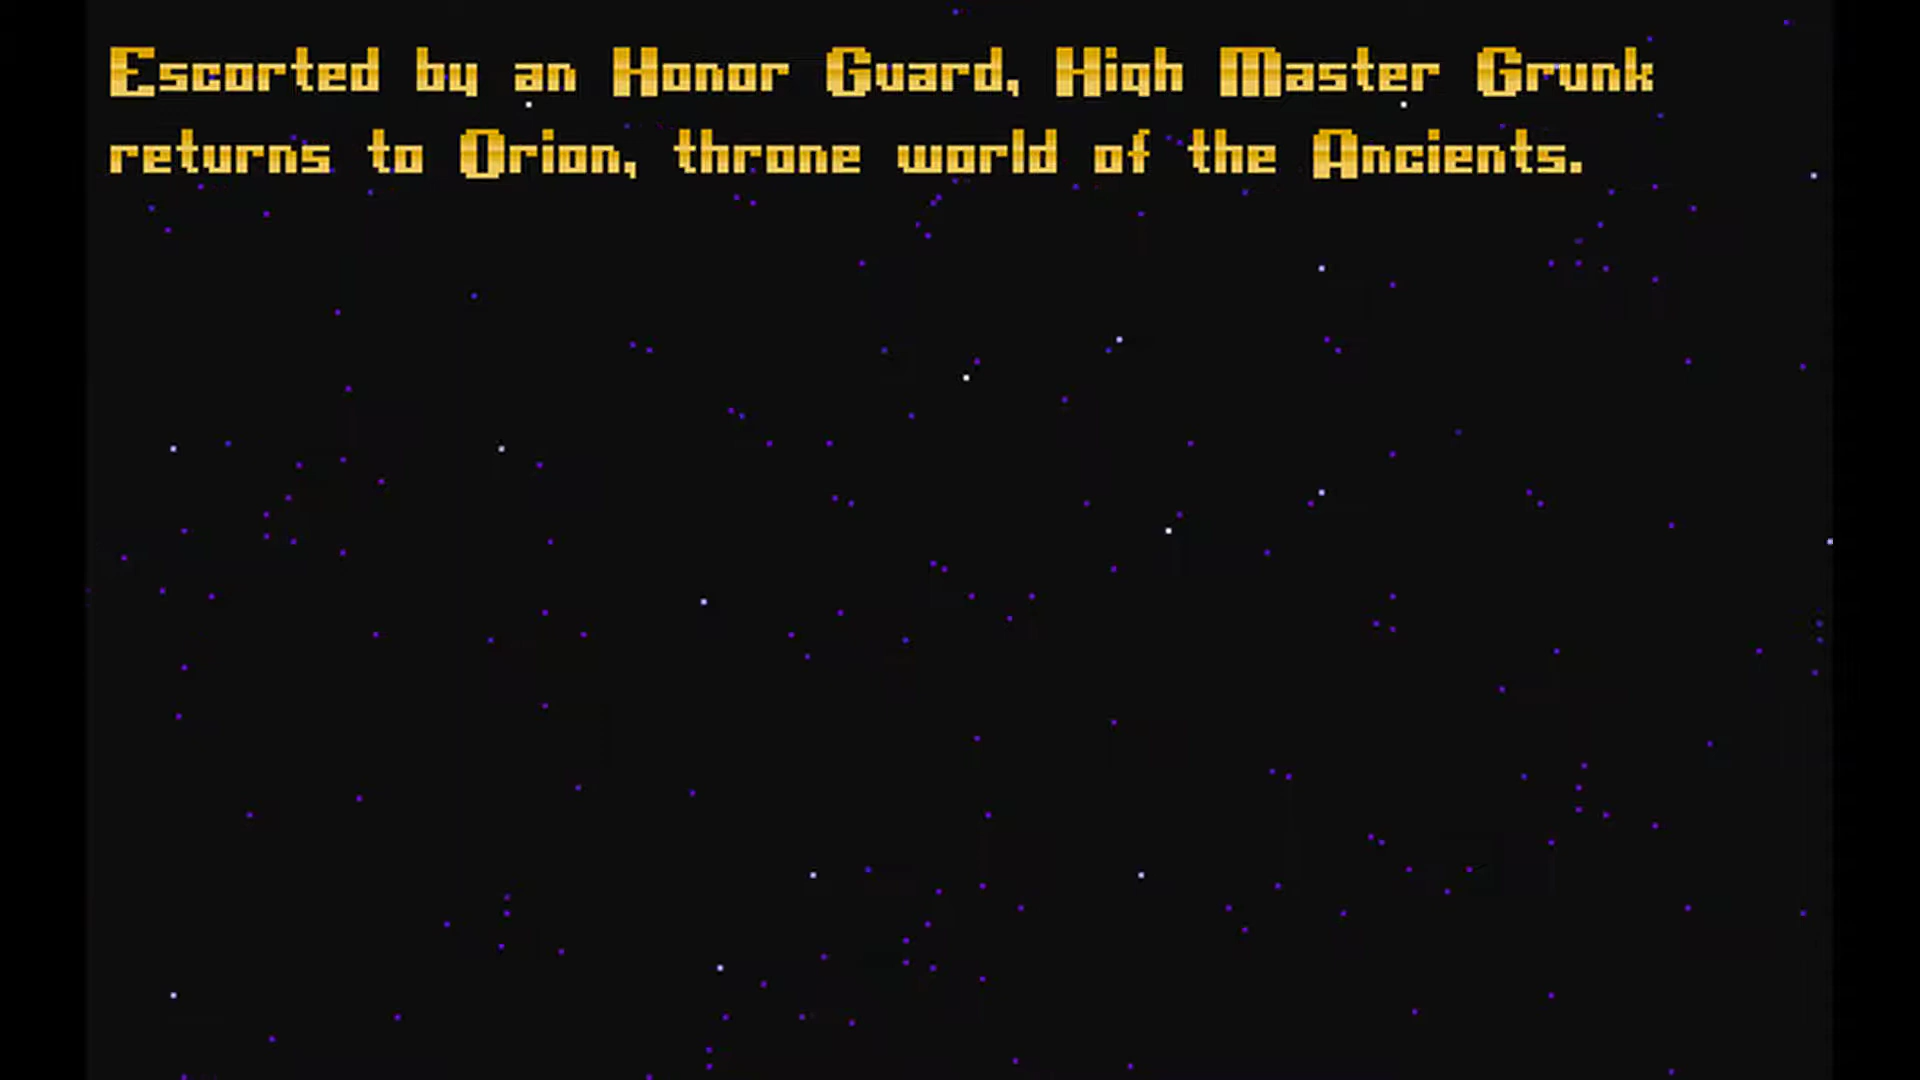 Escorted by an Honor Guard, High Master Grunk
returns to Orion, throne world of the Ancients.